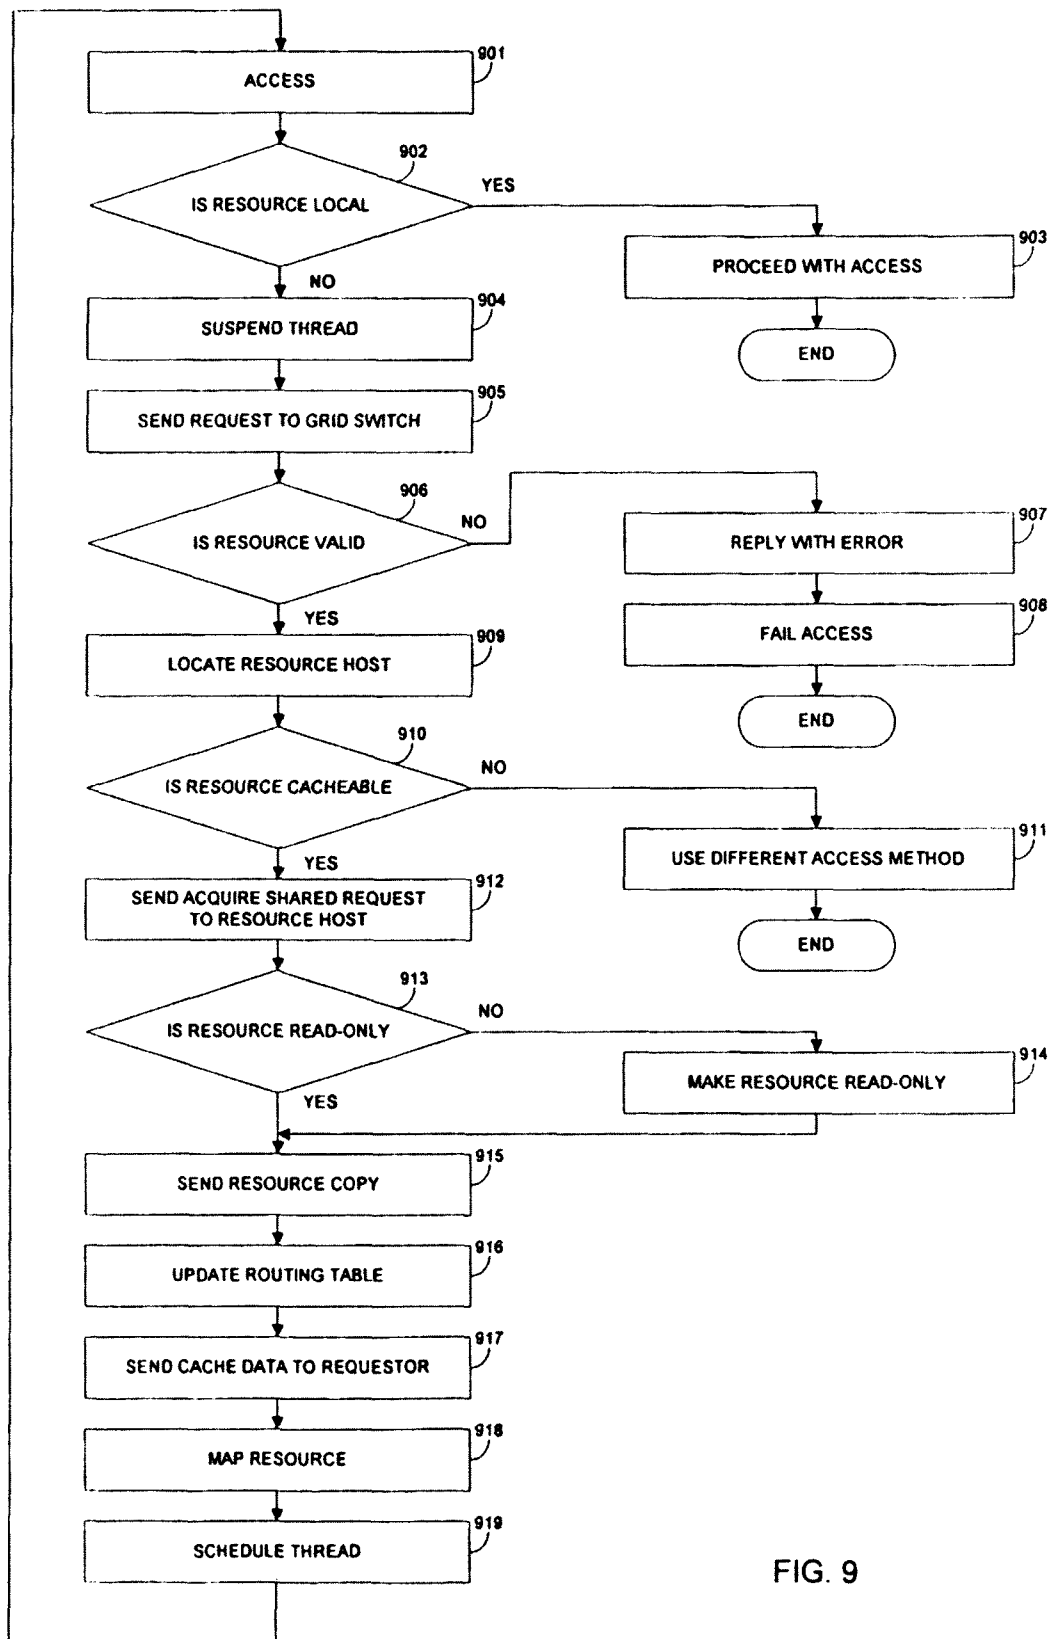 901
ACCESS
902
IS RESOURCE LOCAL
YES
903
PROCEED WITH ACCESS
END
NO
904
SUSPEND THREAD
905
SEND REQUEST TO GRID SWITCH
906
IS RESOURCE VALID
NO
907
REPLY WITH ERROR
908
FAIL ACCESS
END
YES
909
LOCATE RESOURCE HOST
910
IS RESOURCE CACHEABLE
NO
911
USE DIFFERENT ACCESS METHOD
END
YES
912
SEND ACQUIRE SHARED REQUEST
TO RESOURCE HOST
913
IS RESOURCE READ-ONLY
NO
914
MAKE RESOURCE READ-ONLY
YES
915
SEND RESOURCE COPY
916
UPDATE ROUTING TABLE
917
SEND CACHE DATA TO REQUESTOR
918
MAP RESOURCE
919
SCHEDULE THREAD
FIG. 9